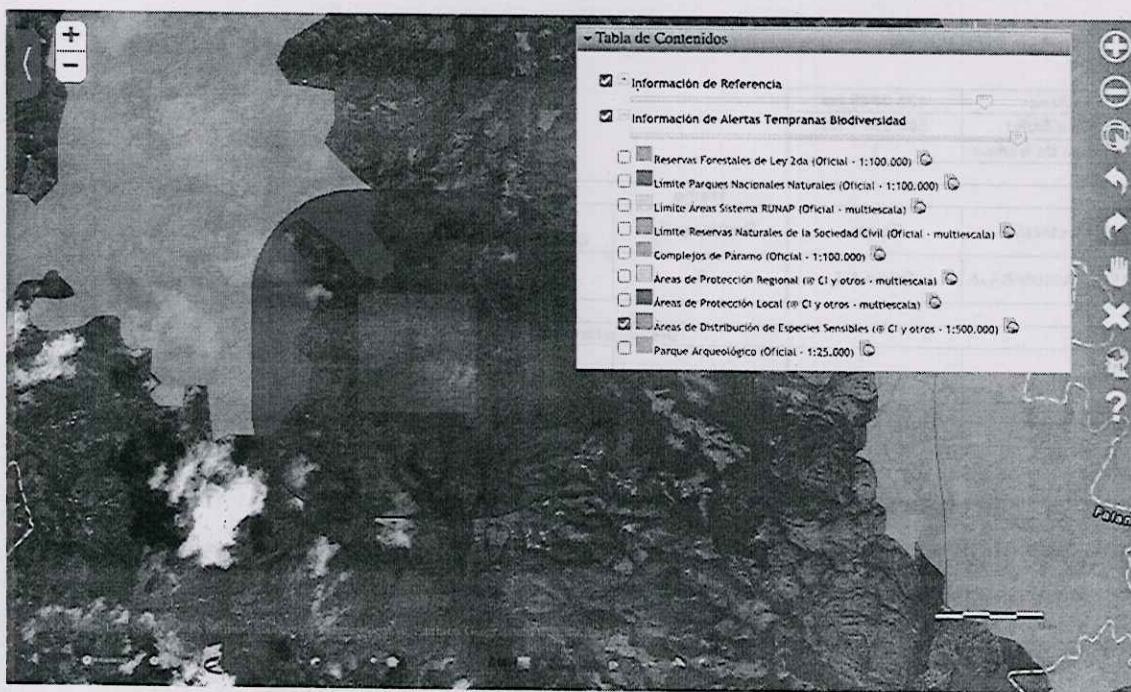 Tabla de Contenidos
Información de Referencia
Información de Alertas Tempranas Biodiversidad
Reservas Forestales de Ley 2da (Oficial - 1:100.000)
Límite Parques Nacionales Naturales (Oficial - 1:100.000)
Límite Áreas Sistema RUNAP (Oficial - multiescala)
Límite Reservas Naturales de la Sociedad Civil (Oficial - multiescala)
Complejos de Páramo (Oficial - 1:100.000)
Áreas de Protección Regional (@ CI y otros - multiescala)
Áreas de Protección Local (@ CI y otros - multiescala)
Áreas de Distribución de Especies Sensibles (@ CI y otros - 1:500.000)
Parque Arqueológico (Oficial - 1:25.000)